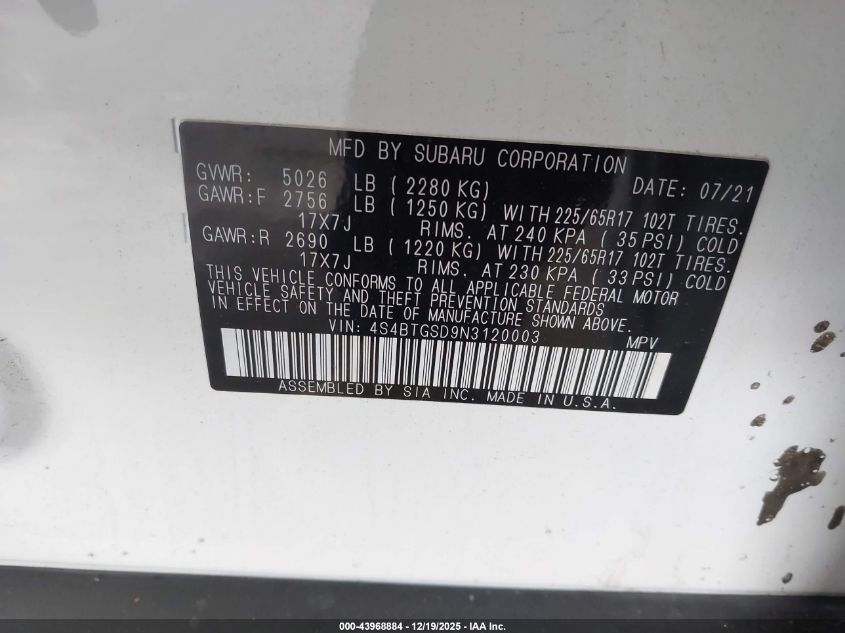 MFD BY SUBARU CORPORATION
GVWR: 5026 LB ( 2280 KG) DATE: 07/21
GAWR:F 2756 LB ( 1250 KG) WITH 225/65R17 102T TIRES.
17X7J RIMS. AT 240 KPA ( 35 PSI) COLD
GAWR:R 2690 LB ( 1220 KG) WITH 225/65R17 102T TIRES.
17X7J RIMS. AT 230 KPA ( 33 PSI) COLD
THIS VEHICLE CONFORMS TO ALL APPLICABLE FEDERAL MOTOR
VEHICLE SAFETY AND THEFT PREVENTION STANDARDS
IN EFFECT ON THE DATE OF MANUFACTURE SHOWN ABOVE.
VIN: 4S4BTGSD9N3120003 MPV
ASSEMBLED BY SIA INC. MADE IN U.S.A.
000-43968884 - 12/19/2025 - IAA Inc.